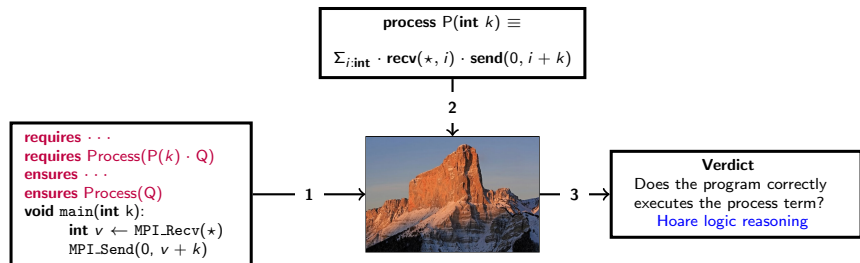 process P(int k) ≡
Σi:int · recv(⋆, i) · send(0, i + k)
2
requires · · ·
requires Process(P(k) · Q)
ensures · · ·
ensures Process(Q)
void main(int k):
int v ← MPI_Recv(⋆)
MPI_Send(0, v + k)
1
3
Verdict
Does the program correctly
executes the process term?
Hoare logic reasoning